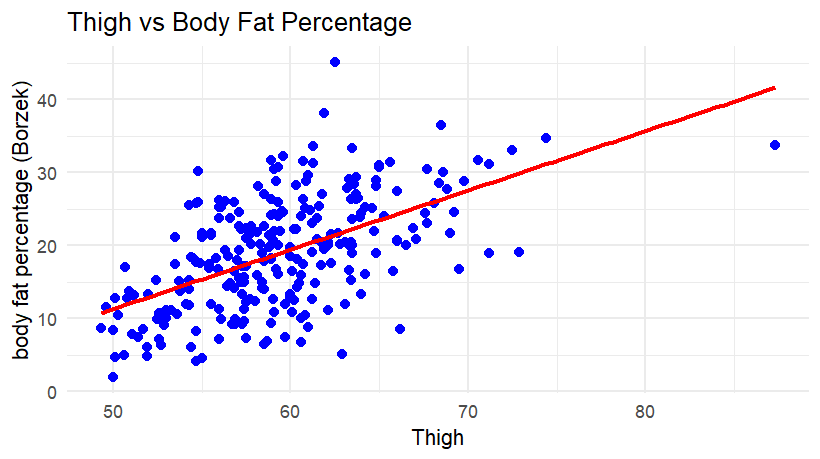 Thigh vs Body Fat Percentage
body fat percentage (Borzek)
40
30
20
10
0
50 60 70 80
Thigh